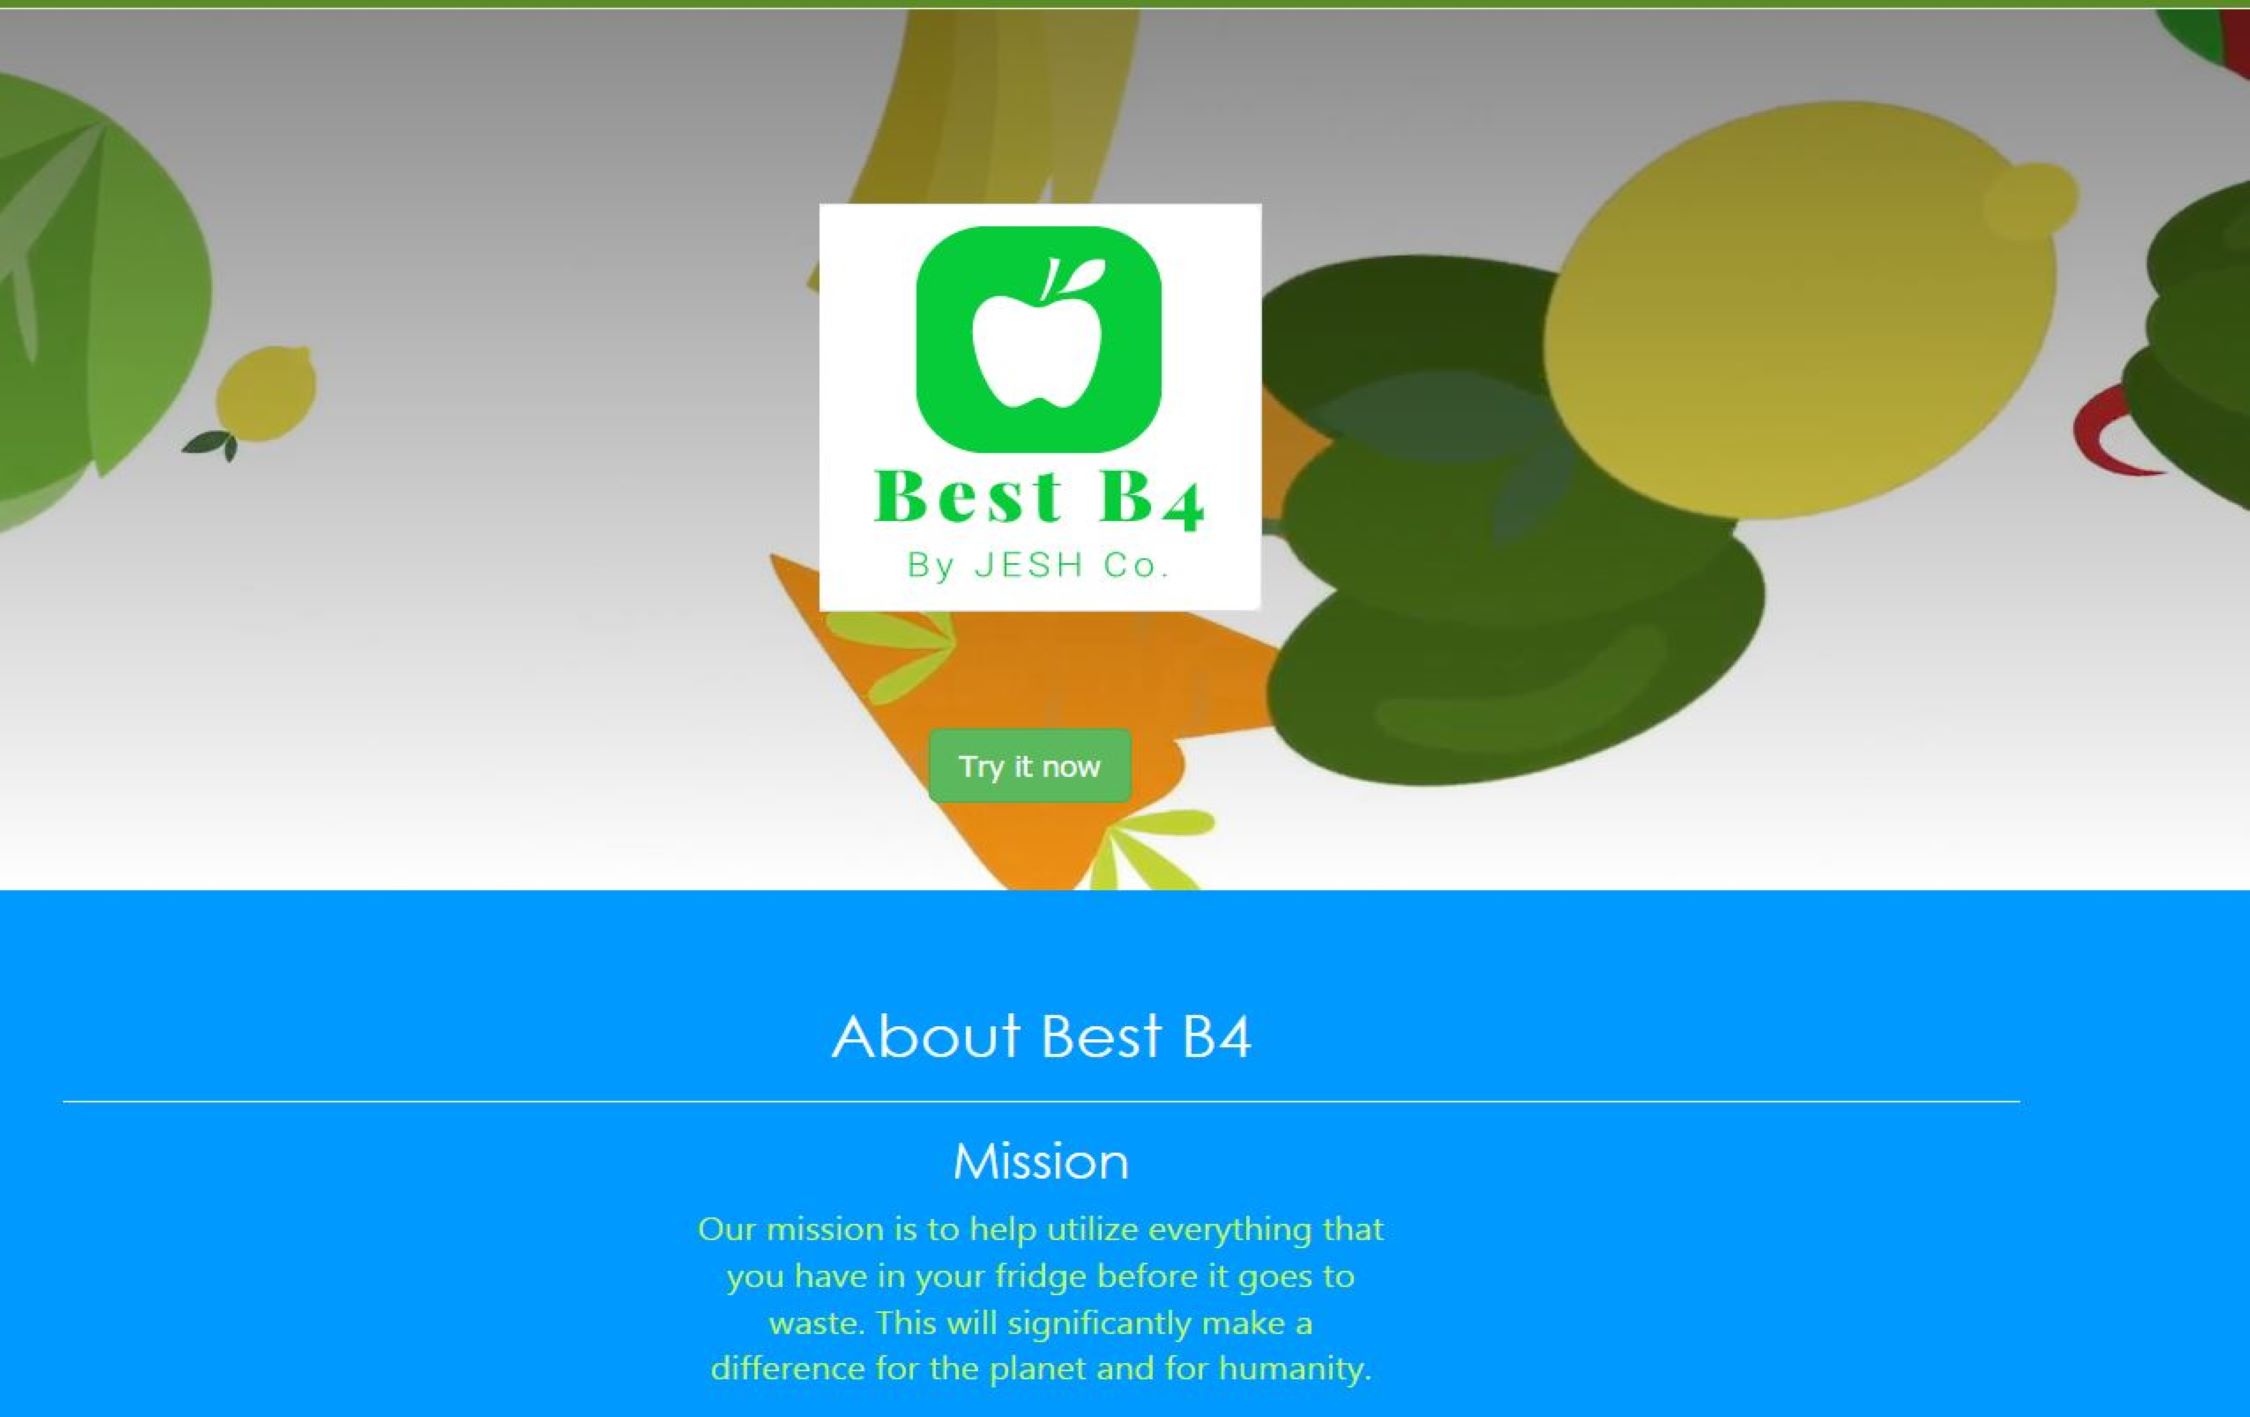 Best B4
By JESH Co.
Try it now
About Best B4
Mission
Our mission is to help utilize everything that
you have in your fridge before it goes to
waste. This will significantly make a
difference for the planet and for humanity.